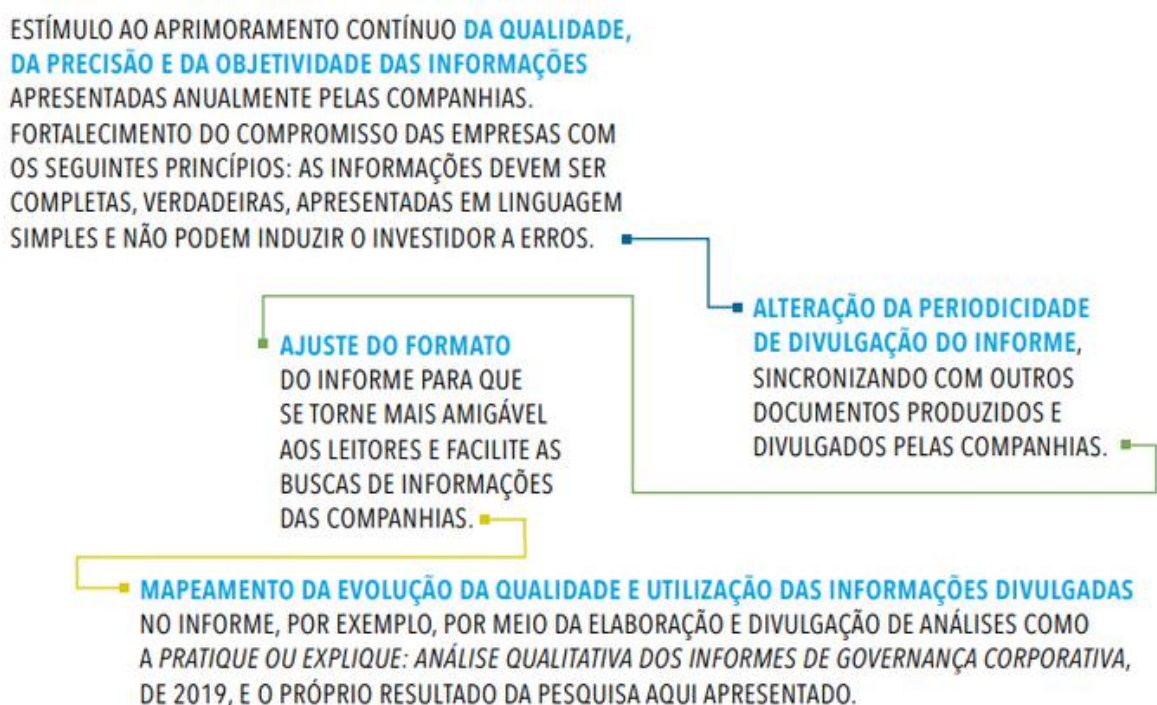 ESTÍMULO AO APRIMORAMENTO CONTÍNUO DA QUALIDADE,
DA PRECISÃO E DA OBJETIVIDADE DAS INFORMAÇÕES
APRESENTADAS ANUALMENTE PELAS COMPANHIAS.
FORTALECIMENTO DO COMPROMISSO DAS EMPRESAS COM
OS SEGUINTES PRINCÍPIOS: AS INFORMAÇÕES DEVEM SER
COMPLETAS, VERDADEIRAS, APRESENTADAS EM LINGUAGEM
SIMPLES E NÃO PODEM INDUZIR O INVESTIDOR A ERROS.
ALTERAÇÃO DA PERIODICIDADE
DE DIVULGAÇÃO DO INFORME,
SINCRONIZANDO COM OUTROS
DOCUMENTOS PRODUZIDOS E
DIVULGADOS PELAS COMPANHIAS.
AJUSTE DO FORMATO
DO INFORME PARA QUE
SE TORNE MAIS AMIGÁVEL
AOS LEITORES E FACILITE AS
BUSCAS DE INFORMAÇÕES
DAS COMPANHIAS.
MAPEAMENTO DA EVOLUÇÃO DA QUALIDADE E UTILIZAÇÃO DAS INFORMAÇÕES DIVULGADAS
NO INFORME, POR EXEMPLO, POR MEIO DA ELABORAÇÃO E DIVULGAÇÃO DE ANÁLISES COMO
A PRATIQUE OU EXPLIQUE: ANÁLISE QUALITATIVA DOS INFORMES DE GOVERNANÇA CORPORATIVA,
DE 2019, E O PRÓPRIO RESULTADO DA PESQUISA AQUI APRESENTADO.